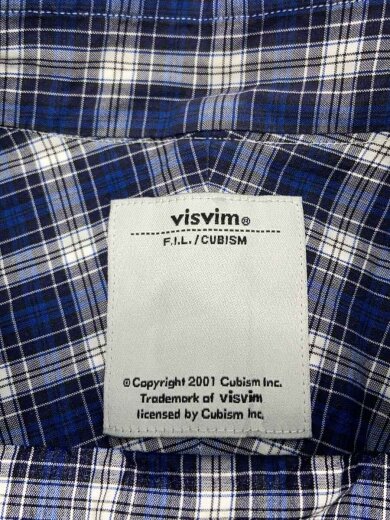 visvim®
F.I.L./CUBISM
©Copyright 2001 Cubism Inc.
Trademark of visvim
licensed by Cubism Inc.